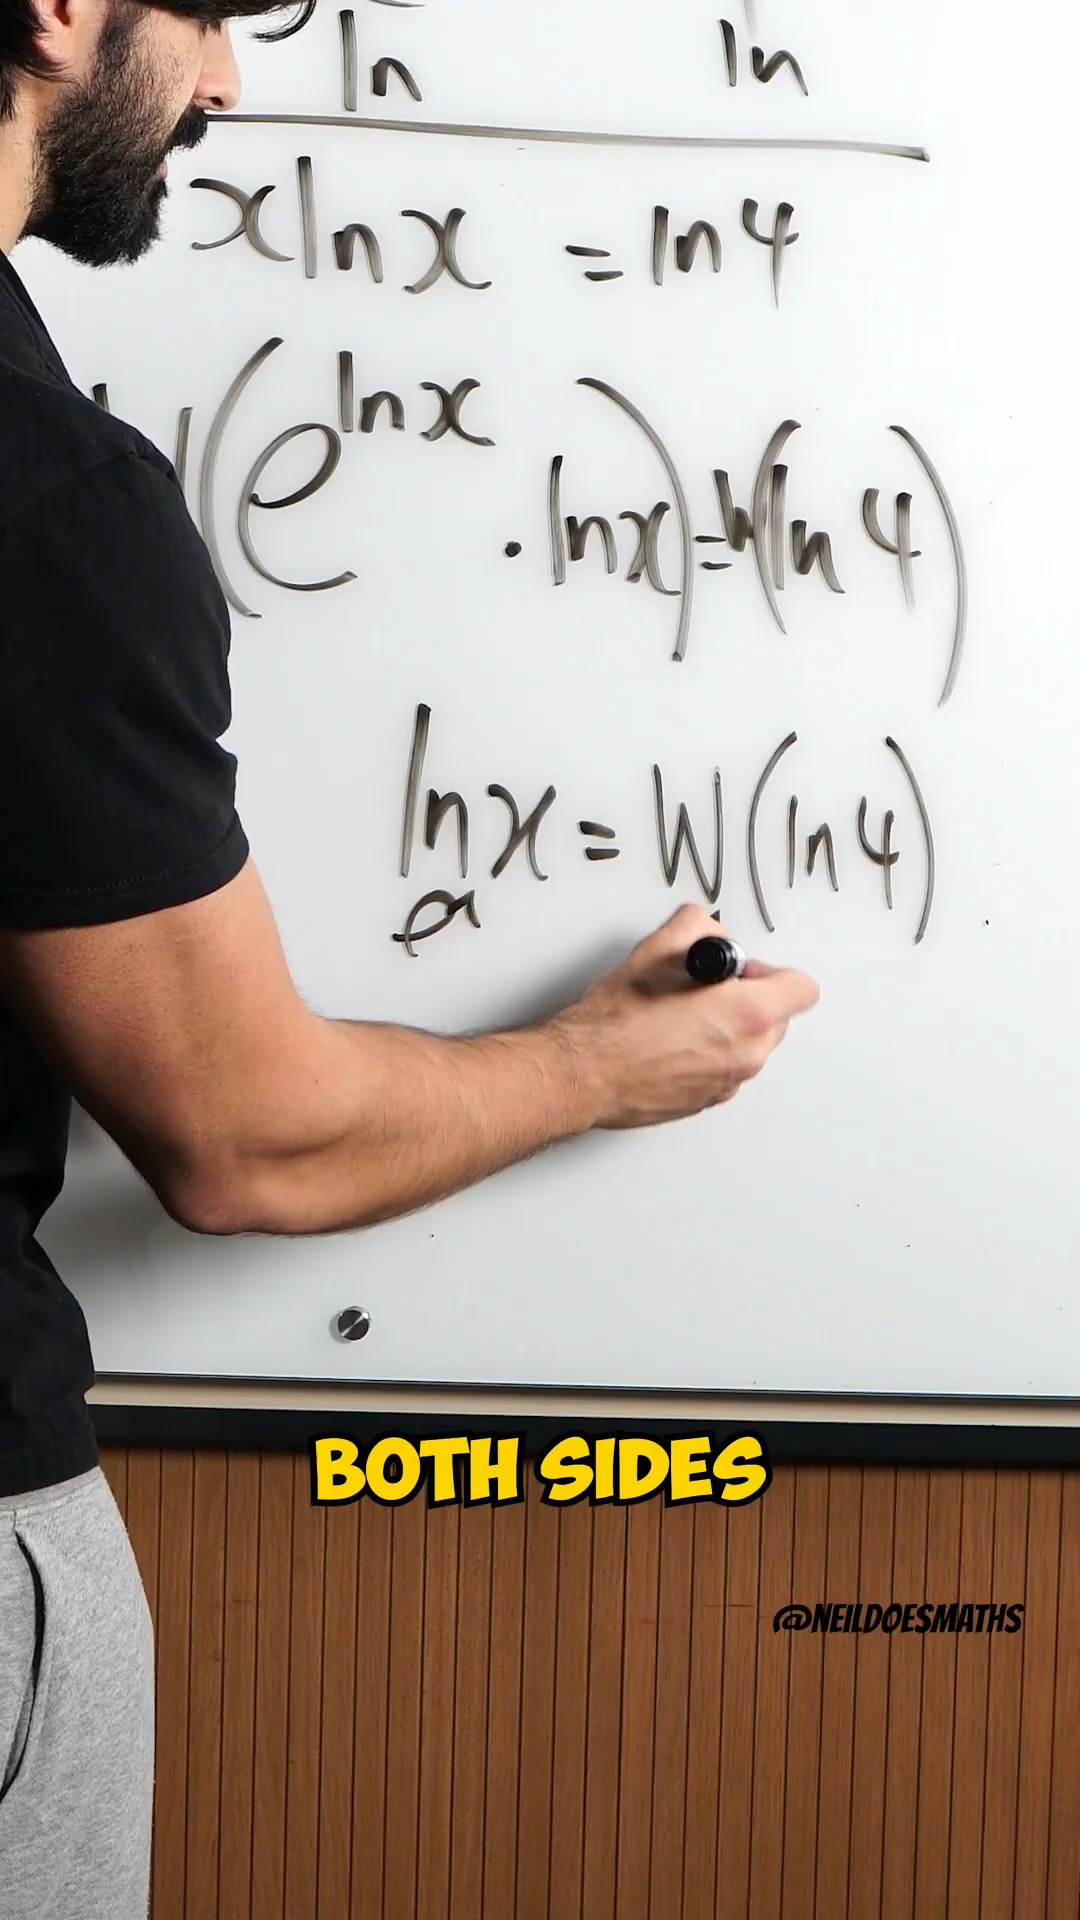 ln ln
x ln x = ln 4
(e^{ln x} · ln x) = W(ln 4)
ln x = W(ln 4)
e
BOTH SIDES
@NEILDOESMATHS